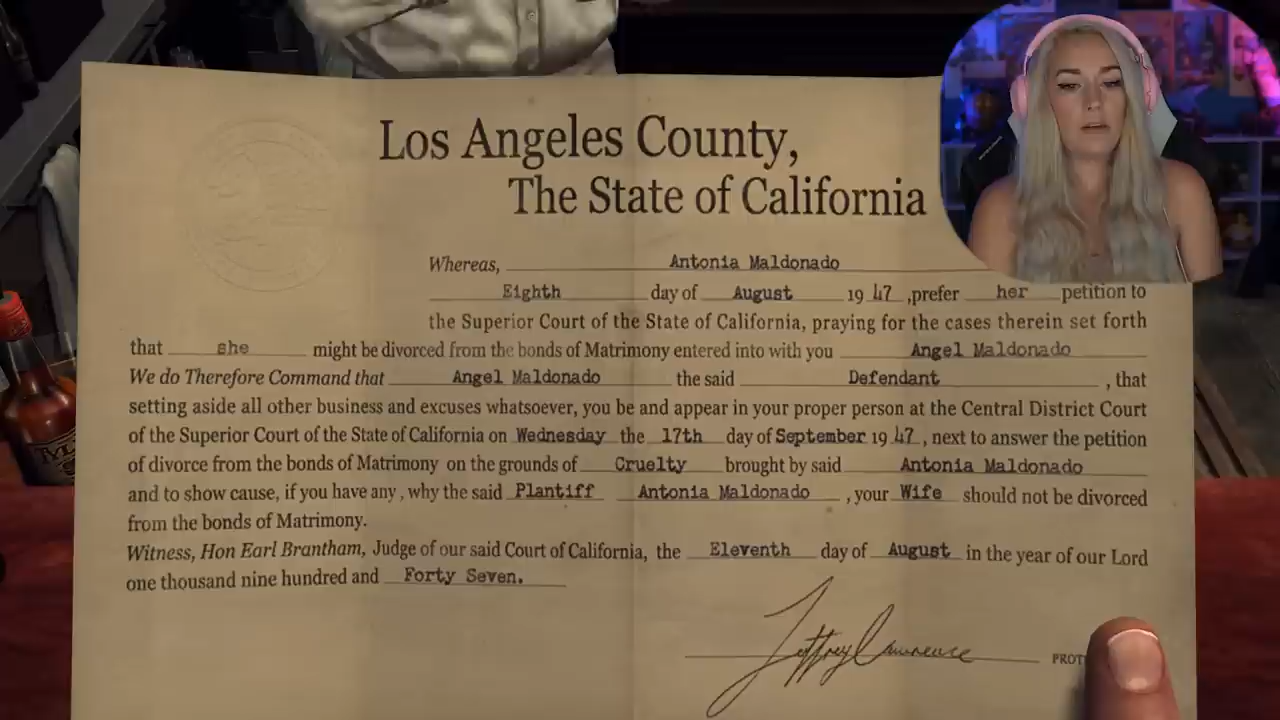 Los Angeles County,
The State of California
Whereas, Antonia Maldonado
Eighth day of August 19 47 ,prefer her petition to
the Superior Court of the State of California, praying for the cases therein set forth
that she might be divorced from the bonds of Matrimony entered into with you Angel Maldonado
We do Therefore Command that Angel Maldonado the said Defendant , that
setting aside all other business and excuses whatsoever, you be and appear in your proper person at the Central District Court
of the Superior Court of the State of California on Wednesday the 17th day of September 19 47 , next to answer the petition
of divorce from the bonds of Matrimony on the grounds of Cruelty brought by said Antonia Maldonado
and to show cause, if you have any , why the said Plantiff Antonia Maldonado , your Wife should not be divorced
from the bonds of Matrimony.
Witness, Hon Earl Brantham, Judge of our said Court of California, the Eleventh day of August in the year of our Lord
one thousand nine hundred and Forty Seven.
Jeffrey Lawrence